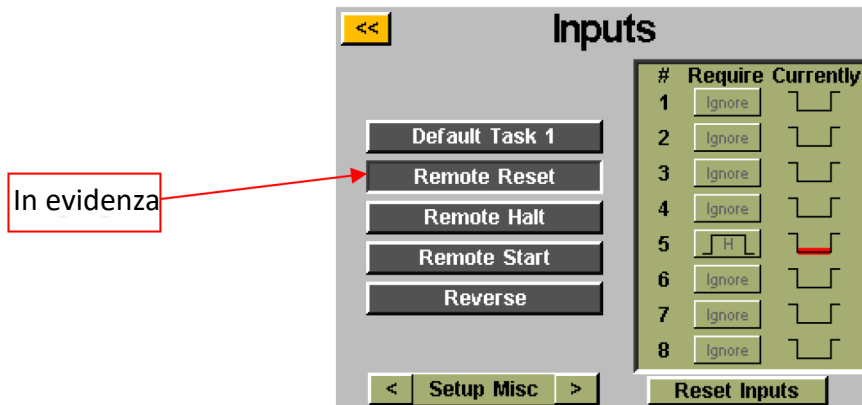 <<
Inputs
# Require Currently
1 Ignore
2 Ignore
3 Ignore
4 Ignore
5 H
6 Ignore
7 Ignore
8 Ignore
Default Task 1
Remote Reset
Remote Halt
Remote Start
Reverse
In evidenza
< Setup Misc >
Reset Inputs